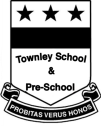 Townley School
&
Pre-School
PROBITAS VERUS HONOS